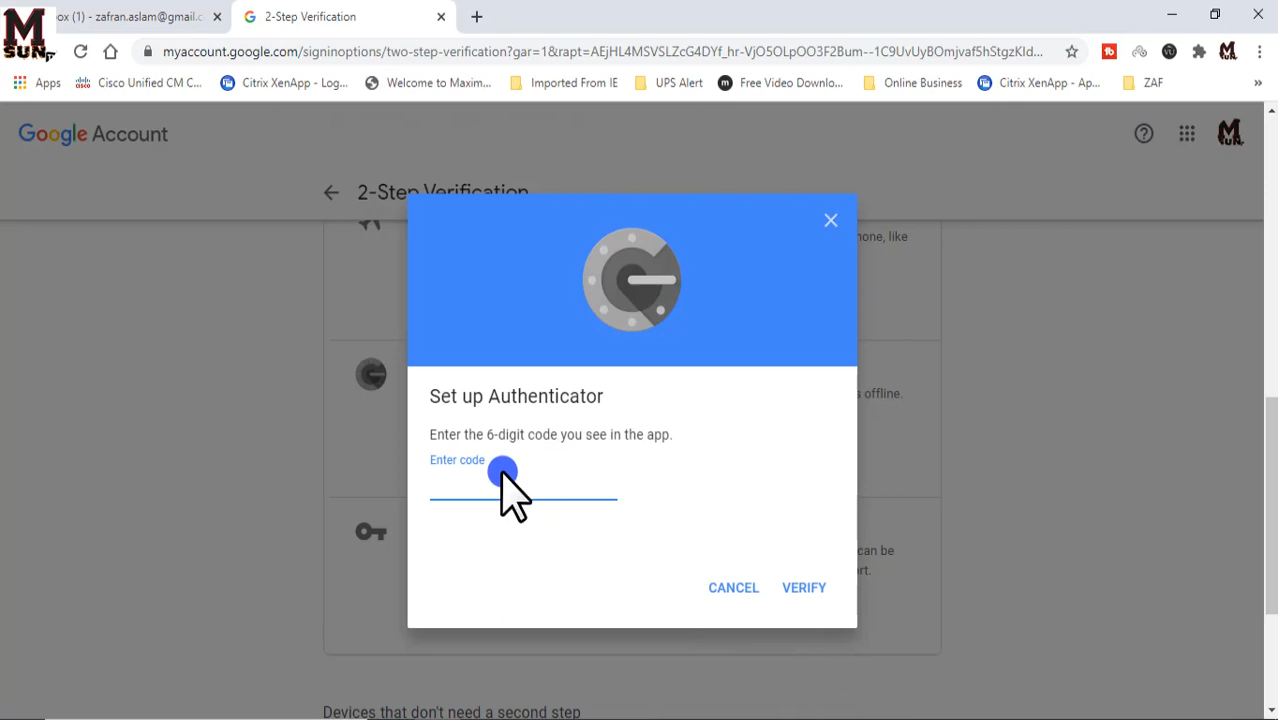 M
SUN
ox (1) - zafran.aslam@gmail.c
2-Step Verification
myaccount.google.com/signinoptions/two-step-verification?gar=1&rapt=AEjHL4MSVSLZcG4DYf_hr-VjO5OLpOO3F2Bum--1C9UvUyBOmjvaf5hStgzKId...
Apps
Cisco Unified CM C...
Citrix XenApp - Log...
Welcome to Maxim...
Imported From IE
UPS Alert
Free Video Downlo...
Online Business
Citrix XenApp - Ap...
ZAF
»
Google Account
2-Step Verification
hone, like
Set up Authenticator
s offline.
Enter the 6-digit code you see in the app.
Enter code
can be
rt.
CANCEL
VERIFY
Devices that don't need a second step